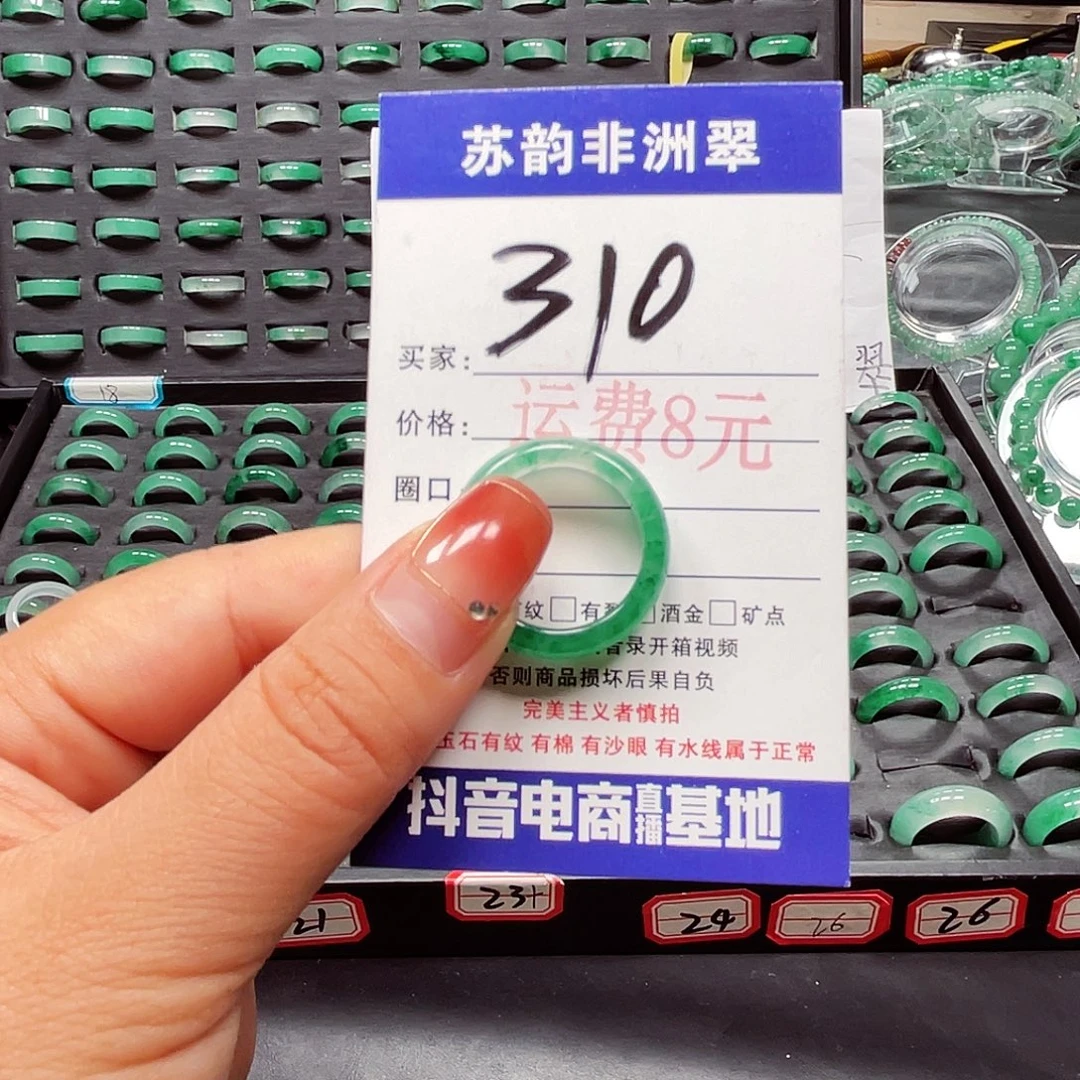 苏韵非洲翠
310
买家:
运费8元
价格:
圈口
纹□有 酒金□矿点
录开箱视频
否则商品损坏后果自负
完美主义者慎拍
玉石有纹 有棉 有沙眼 有水线属于正常
抖音电商直播基地
18
翠
21
23+
24
26
26